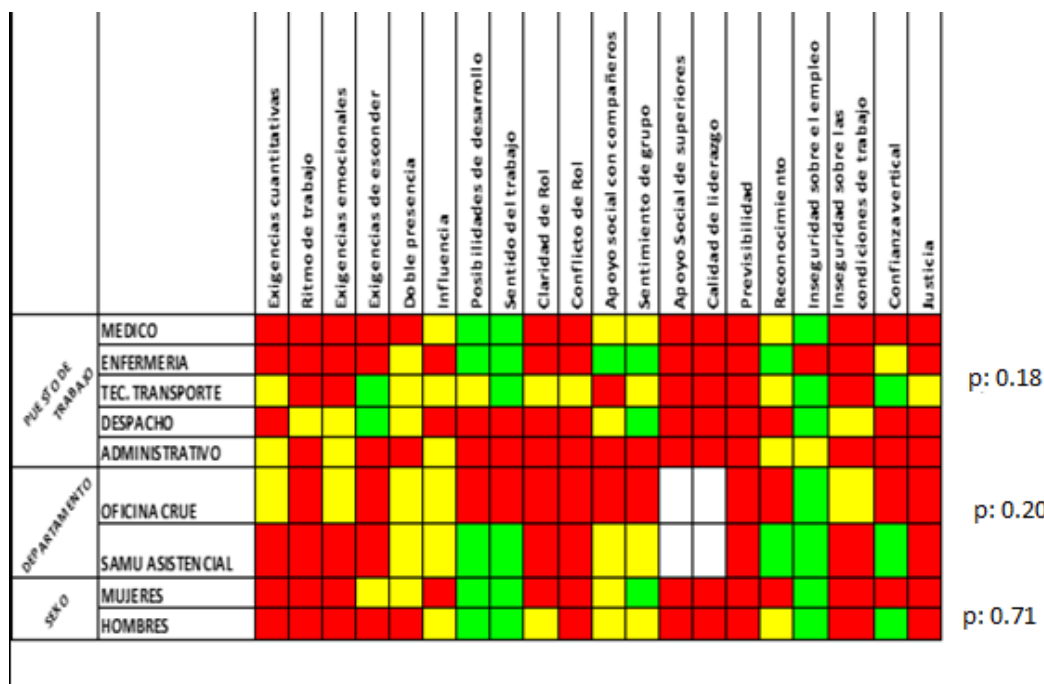 Exigencias cuantitativas
Ritmo de trabajo
Exigencias emocionales
Exigencias de esconder
Doble presencia
Influencia
Posibilidades de desarrollo
Sentido del trabajo
Claridad de Rol
Conflicto de Rol
Apoyo social con compañeros
Sentimiento de grupo
Apoyo Social de superiores
Calidad de liderazgo
Previsibilidad
Reconocimiento
Inseguridad sobre el empleo
Inseguridad sobre las
condiciones de trabajo
Confianza vertical
Justicia
PUESTO DE
TRABAJO
MEDICO
ENFERMERIA
TEC. TRANSPORTE
DESPACHO
ADMINISTRATIVO
p: 0.18
DEPARTAMENTO
OFICINA CRUE
SAMU ASISTENCIAL
p: 0.20
SEXO
MUJERES
HOMBRES
p: 0.71